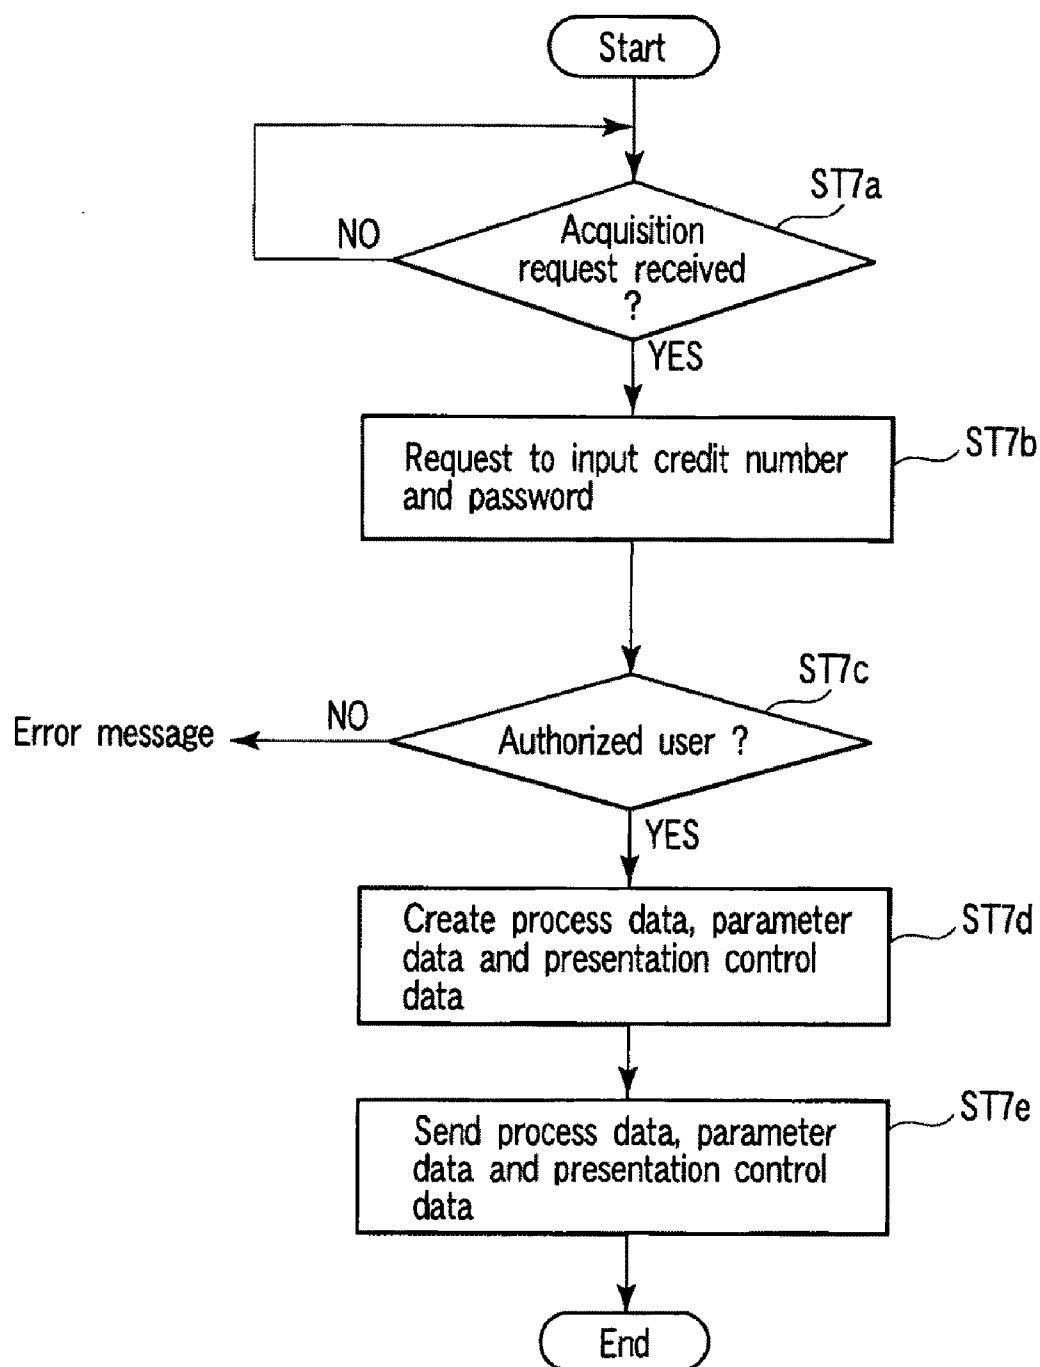 Start
ST7a
Acquisition
request received
?
NO
YES
ST7b
Request to input credit number
and password
ST7c
Authorized user ?
NO
Error message
YES
ST7d
Create process data, parameter
data and presentation control
data
ST7e
Send process data, parameter
data and presentation control
data
End